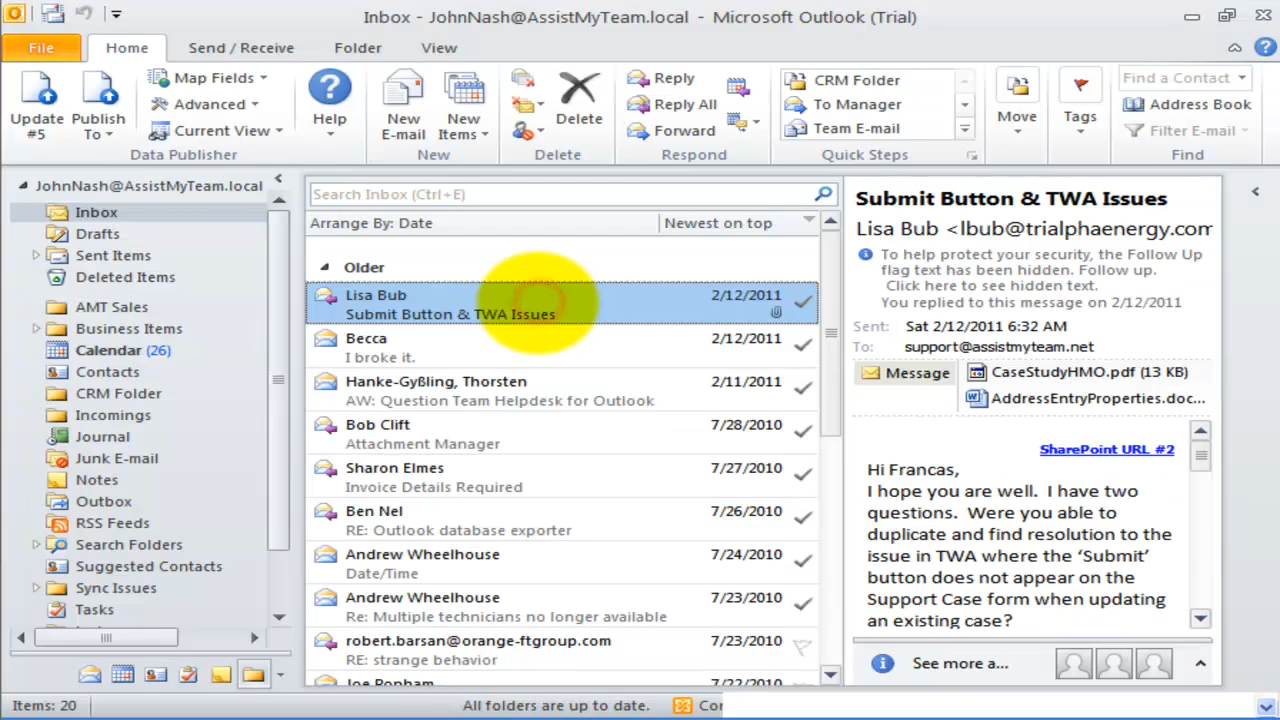 Inbox - JohnNash@AssistMyTeam.local - Microsoft Outlook (Trial)
File Home Send / Receive Folder View
Update #5
Publish To
Map Fields
Advanced
Current View
Data Publisher
Help
New E-mail
New Items
New
Delete
Delete
Reply
Reply All
Forward
Respond
CRM Folder
To Manager
Team E-mail
Quick Steps
Move
Tags
Find a Contact
Address Book
Filter E-mail
Find
JohnNash@AssistMyTeam.local
Inbox
Drafts
Sent Items
Deleted Items
AMT Sales
Business Items
Calendar (26)
Contacts
CRM Folder
Incomings
Journal
Junk E-mail
Notes
Outbox
RSS Feeds
Search Folders
Suggested Contacts
Sync Issues
Tasks
Search Inbox (Ctrl+E)
Arrange By: Date Newest on top
Older
Lisa Bub 2/12/2011
Submit Button & TWA Issues
Becca 2/12/2011
I broke it.
Hanke-Gyßling, Thorsten 2/11/2011
AW: Question Team Helpdesk for Outlook
Bob Clift 7/28/2010
Attachment Manager
Sharon Elmes 7/27/2010
Invoice Details Required
Ben Nel 7/26/2010
RE: Outlook database exporter
Andrew Wheelhouse 7/24/2010
Date/Time
Andrew Wheelhouse 7/23/2010
Re: Multiple technicians no longer available
robert.barsan@orange-ftgroup.com 7/23/2010
RE: strange behavior
Joe Ponham 7/22/2010
Submit Button & TWA Issues
Lisa Bub <lbub@trialphaenergy.com
To help protect your security, the Follow Up
flag text has been hidden. Follow up.
Click here to see hidden text.
You replied to this message on 2/12/2011
Sent: Sat 2/12/2011 6:32 AM
To: support@assistmyteam.net
Message CaseStudyHMO.pdf (13 KB)
AddressEntryProperties.doc...
SharePoint URL #2
Hi Francas,
I hope you are well. I have two
questions. Were you able to
duplicate and find resolution to the
issue in TWA where the ‘Submit’
button does not appear on the
Support Case form when updating
an existing case?
See more a...
Items: 20 All folders are up to date. Co